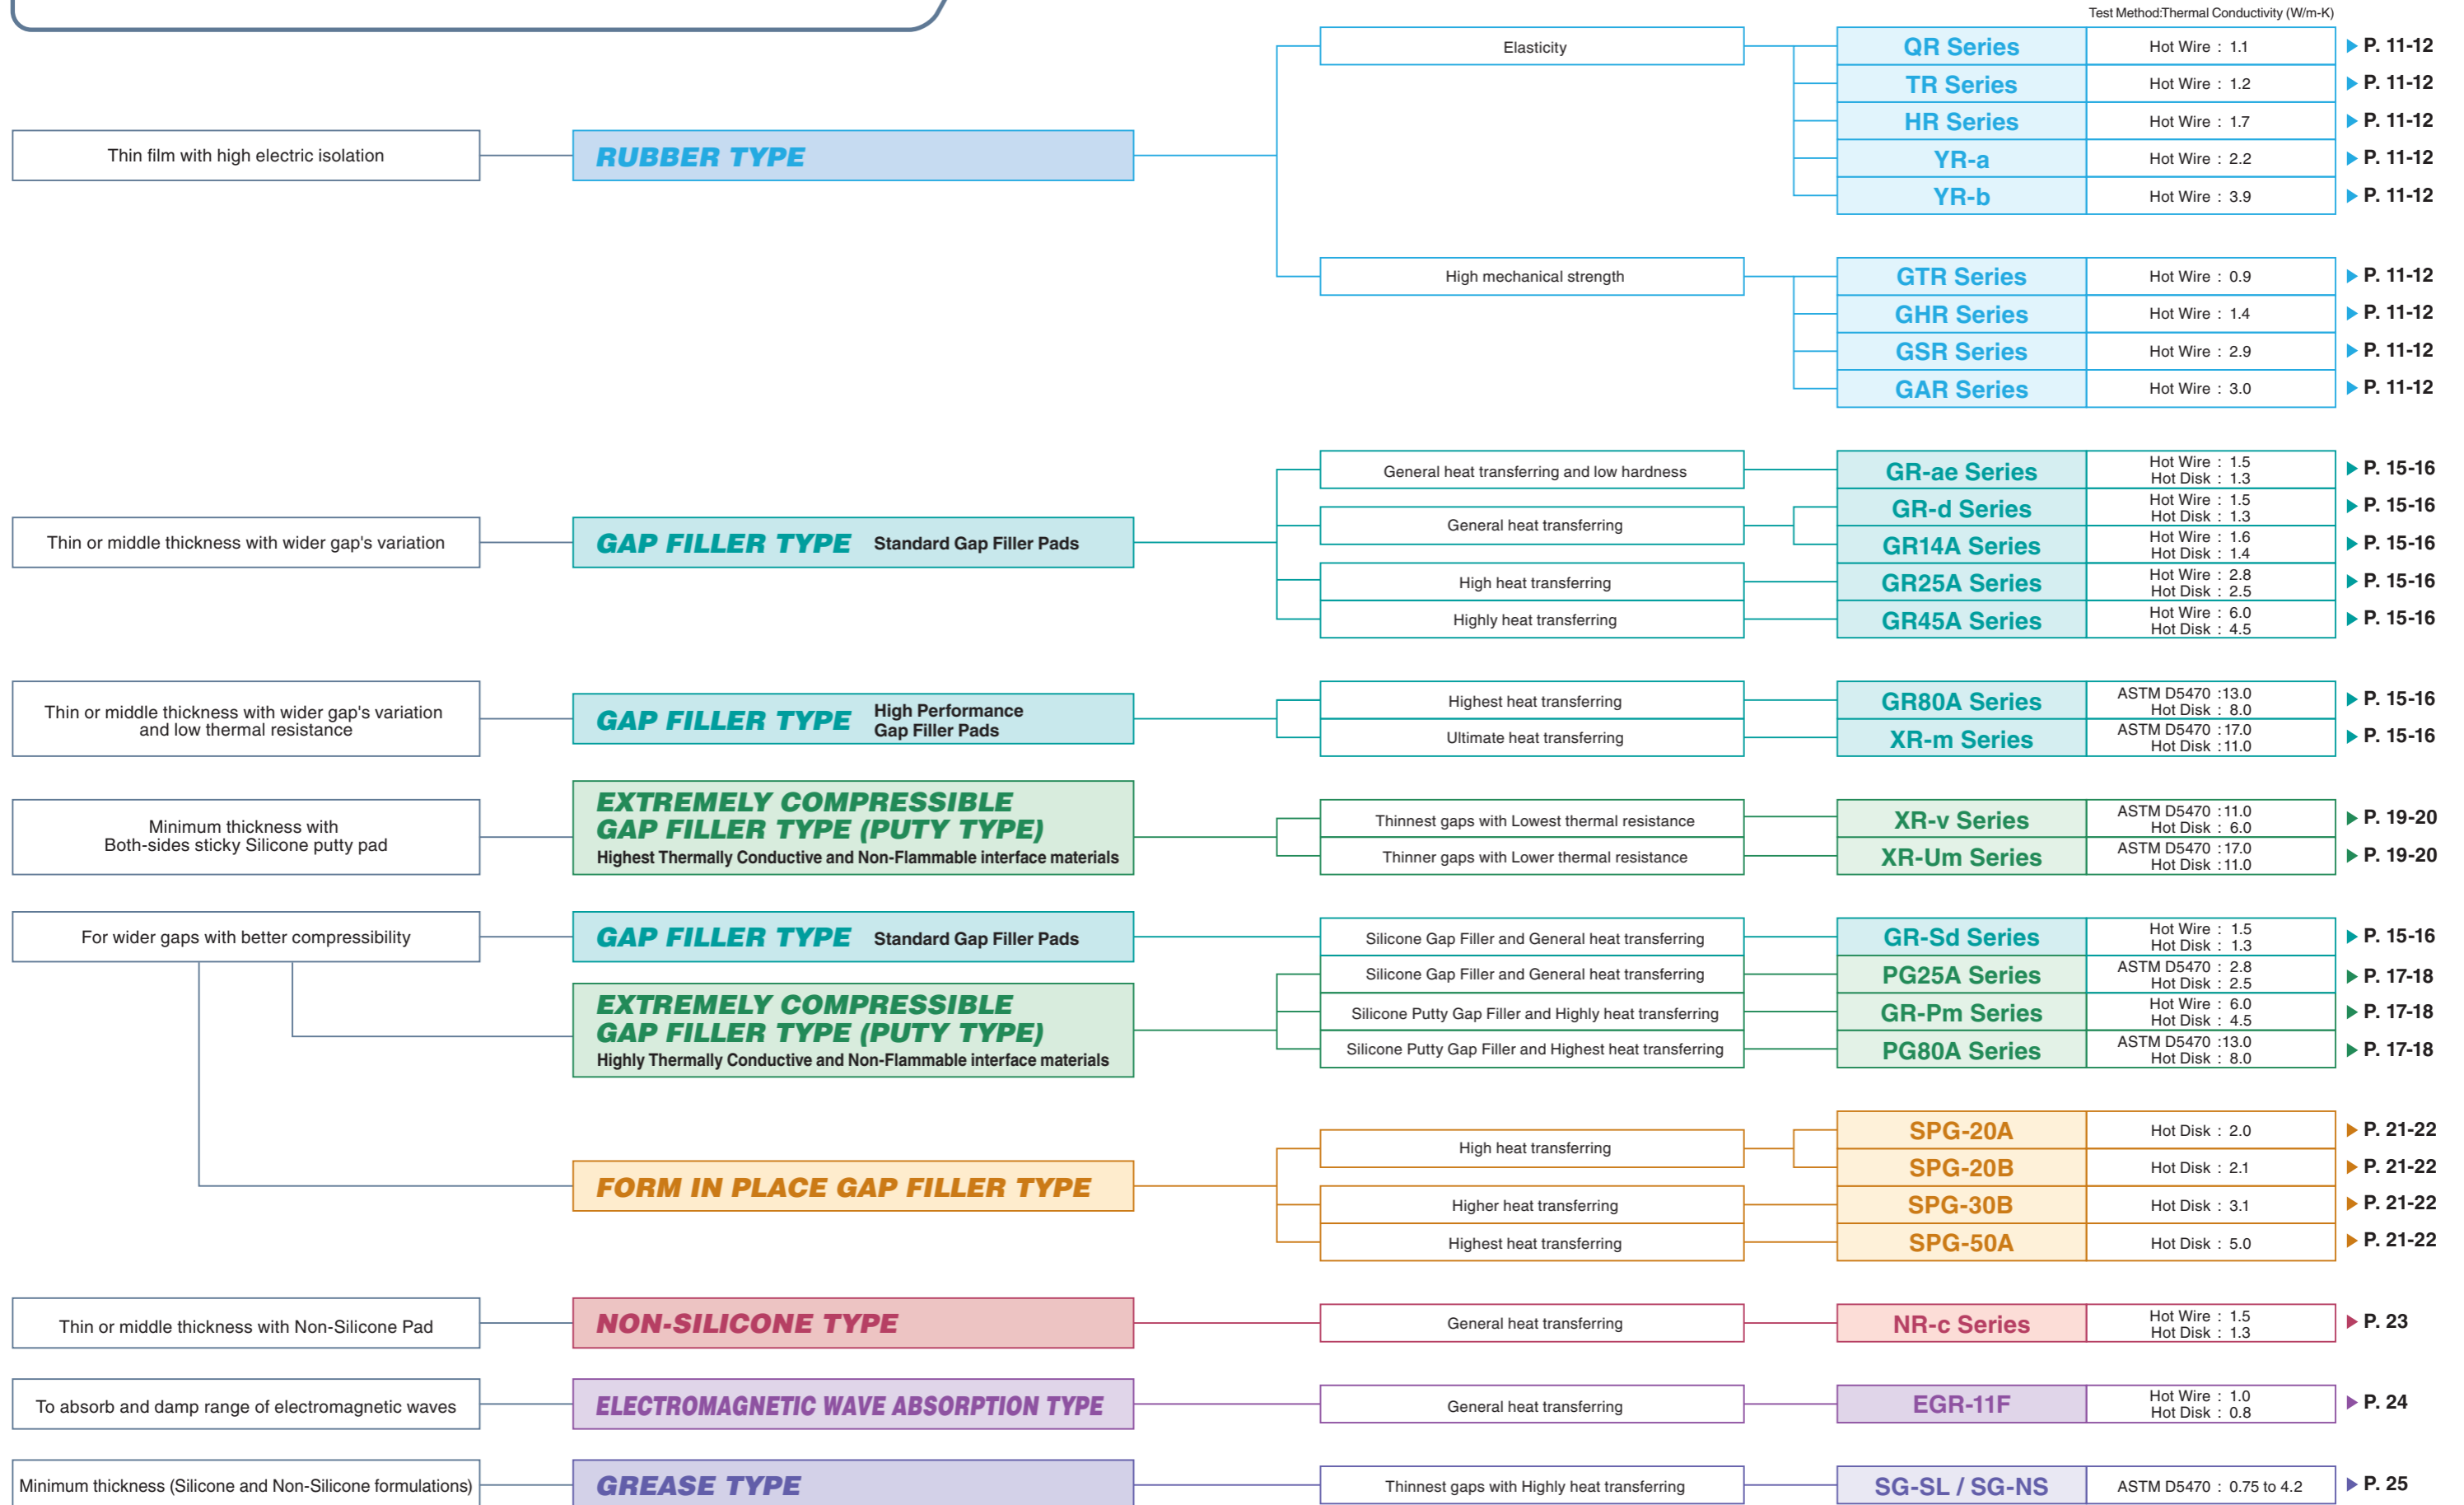 Test Method:Thermal Conductivity (W/m-K)
Thin film with high electric isolation
RUBBER TYPE
Elasticity
QR Series
Hot Wire : 1.1
P. 11-12
TR Series
Hot Wire : 1.2
P. 11-12
HR Series
Hot Wire : 1.7
P. 11-12
YR-a
Hot Wire : 2.2
P. 11-12
YR-b
Hot Wire : 3.9
P. 11-12
High mechanical strength
GTR Series
Hot Wire : 0.9
P. 11-12
GHR Series
Hot Wire : 1.4
P. 11-12
GSR Series
Hot Wire : 2.9
P. 11-12
GAR Series
Hot Wire : 3.0
P. 11-12
Thin or middle thickness with wider gap's variation
GAP FILLER TYPE Standard Gap Filler Pads
General heat transferring and low hardness
GR-ae Series
Hot Wire : 1.5
Hot Disk : 1.3
P. 15-16
General heat transferring
GR-d Series
Hot Wire : 1.5
Hot Disk : 1.3
P. 15-16
GR14A Series
Hot Wire : 1.6
Hot Disk : 1.4
P. 15-16
High heat transferring
GR25A Series
Hot Wire : 2.8
Hot Disk : 2.5
P. 15-16
Highly heat transferring
GR45A Series
Hot Wire : 6.0
Hot Disk : 4.5
P. 15-16
Thin or middle thickness with wider gap's variation
and low thermal resistance
GAP FILLER TYPE High Performance
Gap Filler Pads
Highest heat transferring
GR80A Series
ASTM D5470 :13.0
Hot Disk : 8.0
P. 15-16
Ultimate heat transferring
XR-m Series
ASTM D5470 :17.0
Hot Disk :11.0
P. 15-16
Minimum thickness with
Both-sides sticky Silicone putty pad
EXTREMELY COMPRESSIBLE
GAP FILLER TYPE (PUTY TYPE)
Highest Thermally Conductive and Non-Flammable interface materials
Thinnest gaps with Lowest thermal resistance
XR-v Series
ASTM D5470 :11.0
Hot Disk : 6.0
P. 19-20
Thinner gaps with Lower thermal resistance
XR-Um Series
ASTM D5470 :17.0
Hot Disk :11.0
P. 19-20
For wider gaps with better compressibility
GAP FILLER TYPE Standard Gap Filler Pads
Silicone Gap Filler and General heat transferring
GR-Sd Series
Hot Wire : 1.5
Hot Disk : 1.3
P. 15-16
EXTREMELY COMPRESSIBLE
GAP FILLER TYPE (PUTY TYPE)
Highly Thermally Conductive and Non-Flammable interface materials
Silicone Gap Filler and General heat transferring
PG25A Series
ASTM D5470 : 2.8
Hot Disk : 2.5
P. 17-18
Silicone Putty Gap Filler and Highly heat transferring
GR-Pm Series
Hot Wire : 6.0
Hot Disk : 4.5
P. 17-18
Silicone Putty Gap Filler and Highest heat transferring
PG80A Series
ASTM D5470 :13.0
Hot Disk : 8.0
P. 17-18
FORM IN PLACE GAP FILLER TYPE
High heat transferring
SPG-20A
Hot Disk : 2.0
P. 21-22
SPG-20B
Hot Disk : 2.1
P. 21-22
Higher heat transferring
SPG-30B
Hot Disk : 3.1
P. 21-22
Highest heat transferring
SPG-50A
Hot Disk : 5.0
P. 21-22
Thin or middle thickness with Non-Silicone Pad
NON-SILICONE TYPE
General heat transferring
NR-c Series
Hot Wire : 1.5
Hot Disk : 1.3
P. 23
To absorb and damp range of electromagnetic waves
ELECTROMAGNETIC WAVE ABSORPTION TYPE
General heat transferring
EGR-11F
Hot Wire : 1.0
Hot Disk : 0.8
P. 24
Minimum thickness (Silicone and Non-Silicone formulations)
GREASE TYPE
Thinnest gaps with Highly heat transferring
SG-SL / SG-NS
ASTM D5470 : 0.75 to 4.2
P. 25